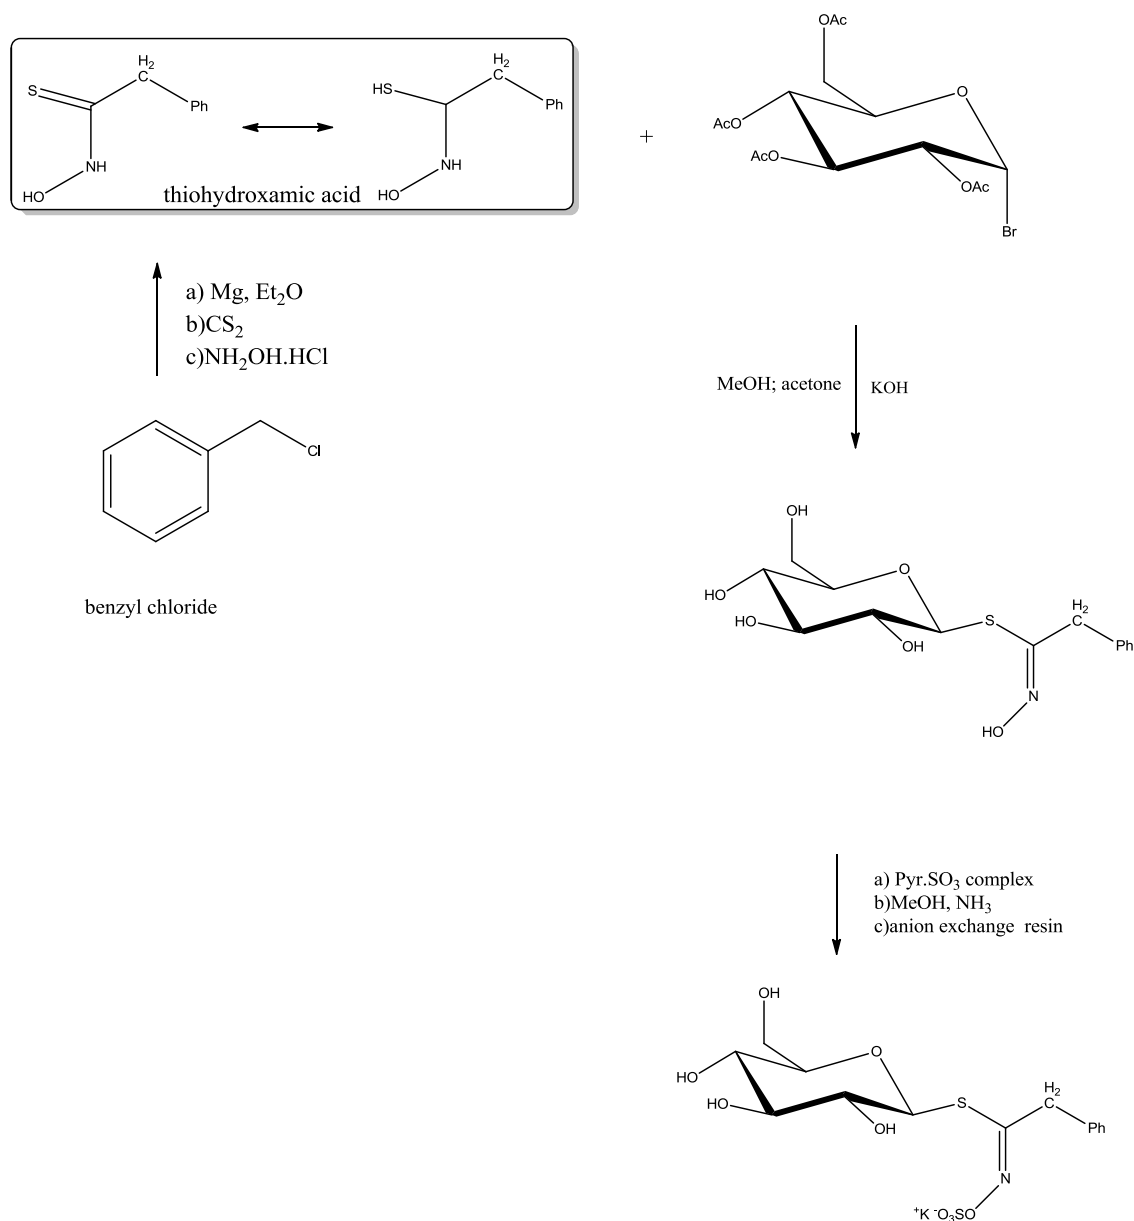 H2
C
S
Ph
NH
HO
thiohydroxamic acid
H2
C
HS
Ph
NH
HO
+
OAc
O
AcO
AcO
OAc
Br
a) Mg, Et2O
b)CS2
c)NH2OH.HCl
Cl
benzyl chloride
MeOH; acetone
KOH
OH
O
HO
HO
OH
S
H2
C
Ph
N
HO
a) Pyr.SO3 complex
b)MeOH, NH3
c)anion exchange resin
OH
O
HO
HO
OH
S
H2
C
Ph
N
+K -O3SO